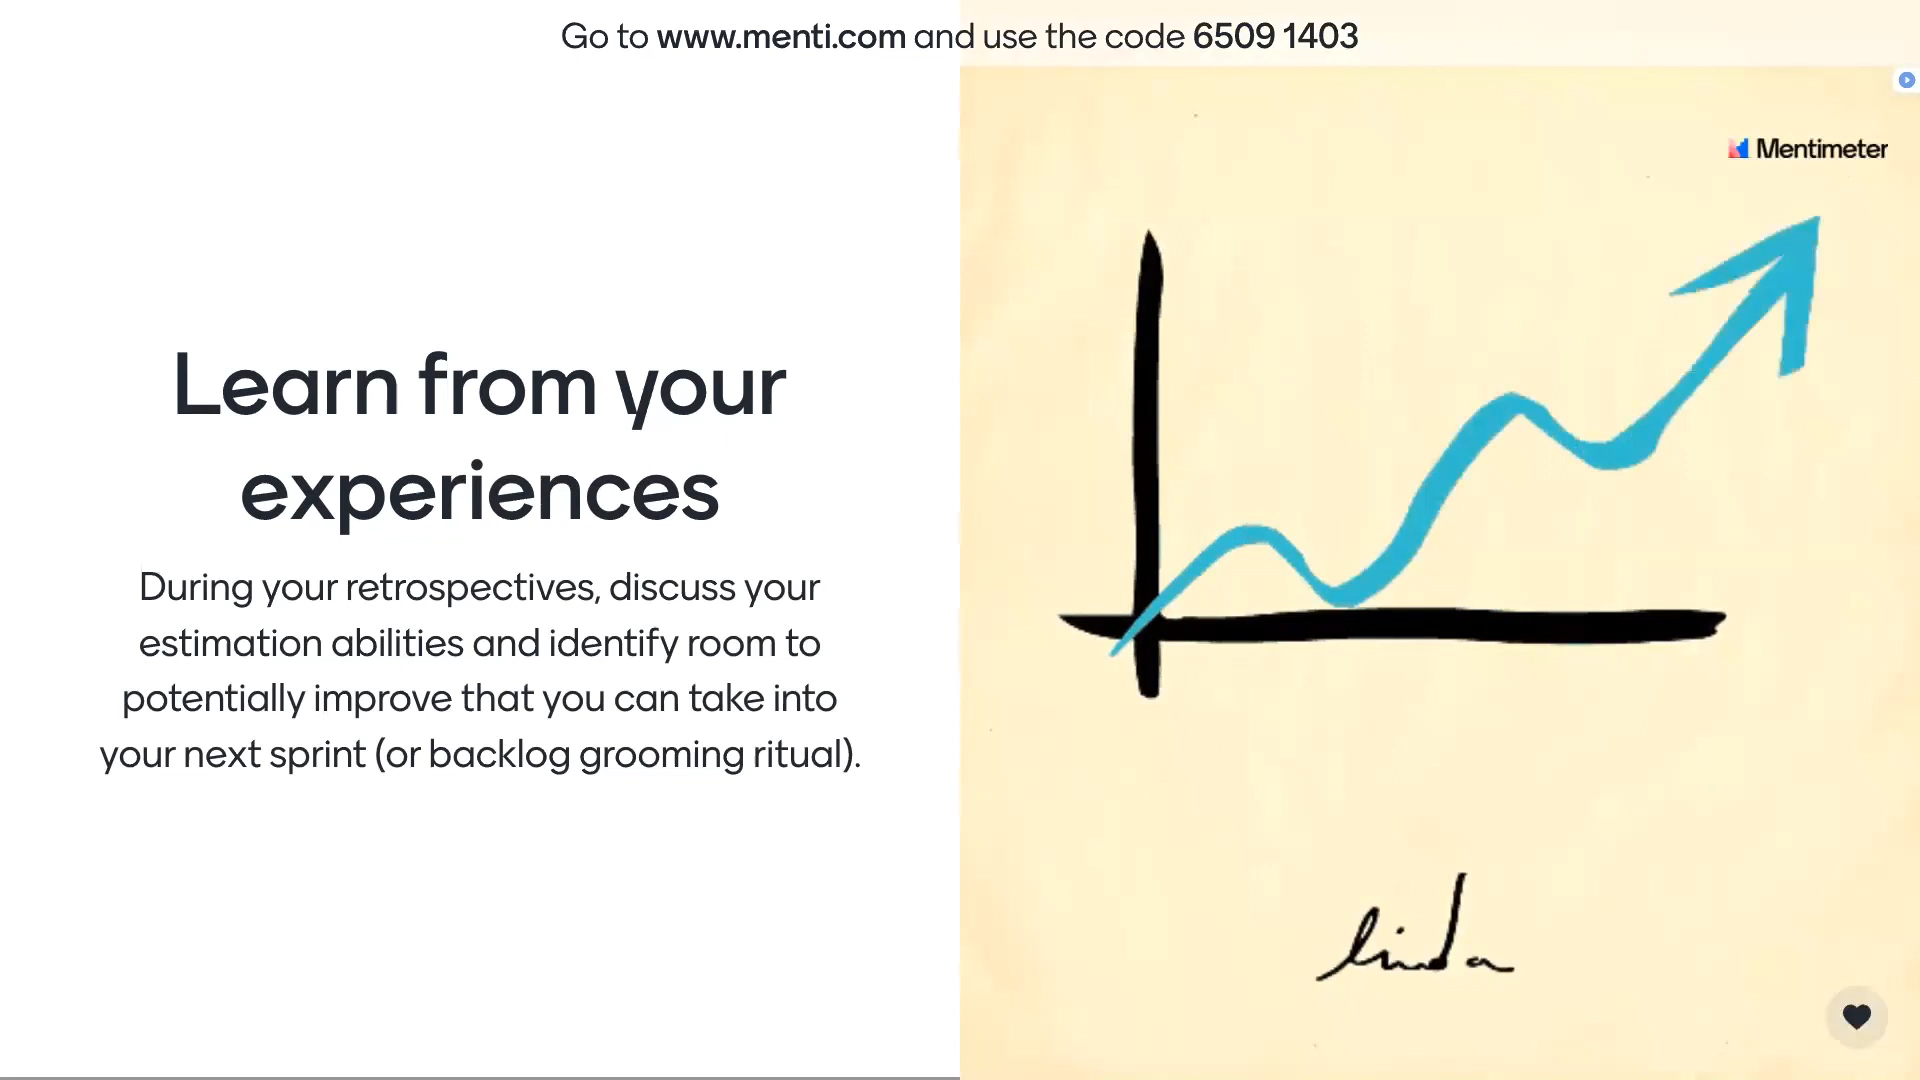 Go to www.menti.com and use the code 6509 1403
Mentimeter
Learn from your
experiences
During your retrospectives, discuss your
estimation abilities and identify room to
potentially improve that you can take into
your next sprint (or backlog grooming ritual).
linda